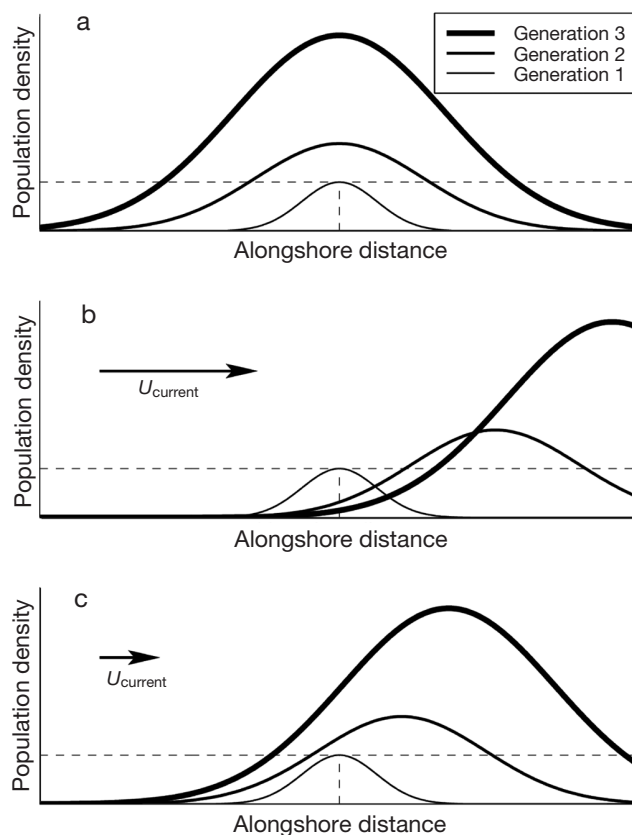 a
Generation 3
Generation 2
Generation 1
Population density
Alongshore distance
b
Ucurrent
Population density
Alongshore distance
c
Ucurrent
Population density
Alongshore distance